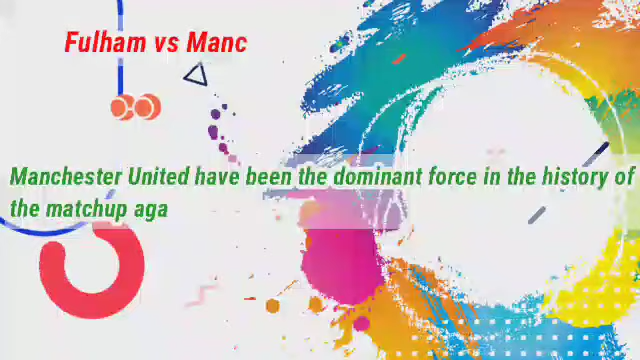 Fulham vs Manc
Manchester United have been the dominant force in the history of
the matchup aga